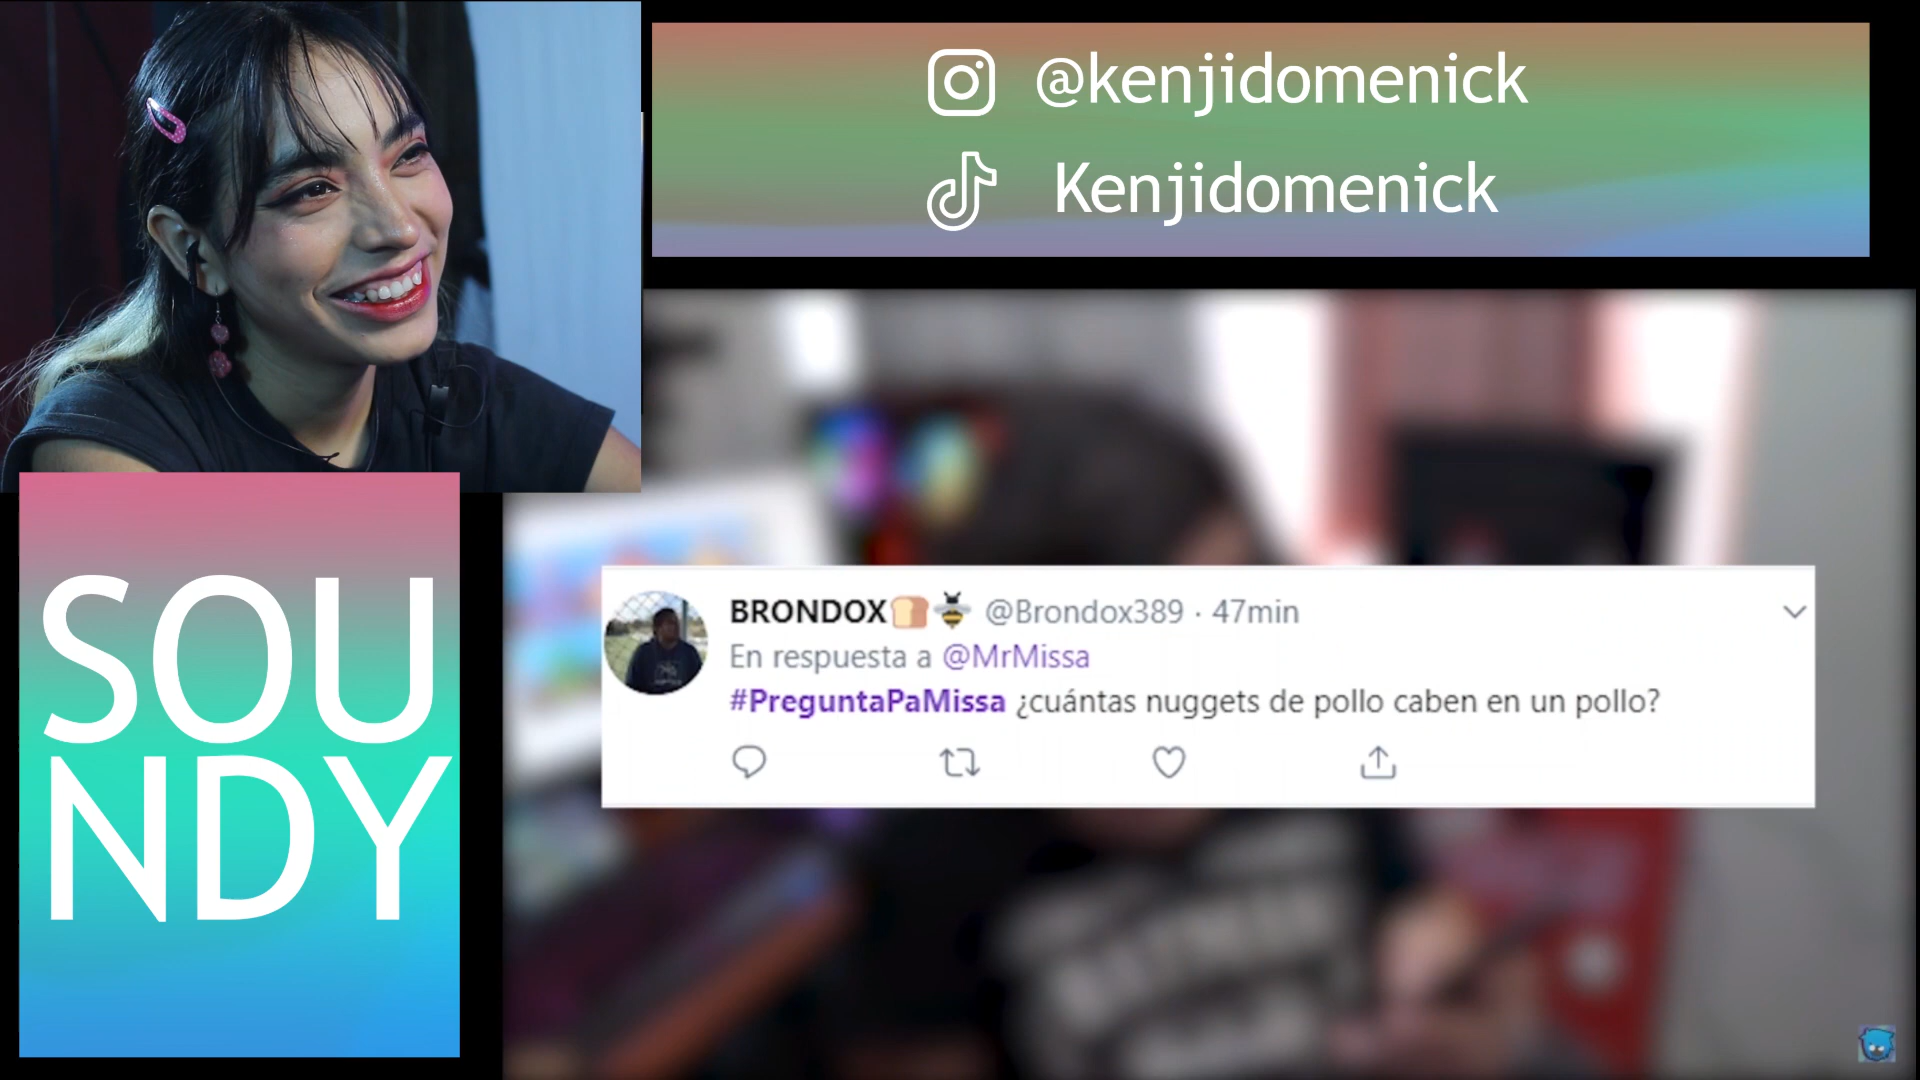 @kenjidomenick
Kenjidomenick
SOU
NDY
BRONDOX🍞🐝 @Brondox389 · 47min
En respuesta a @MrMissa
#PreguntaPaMissa ¿cuántas nuggets de pollo caben en un pollo?